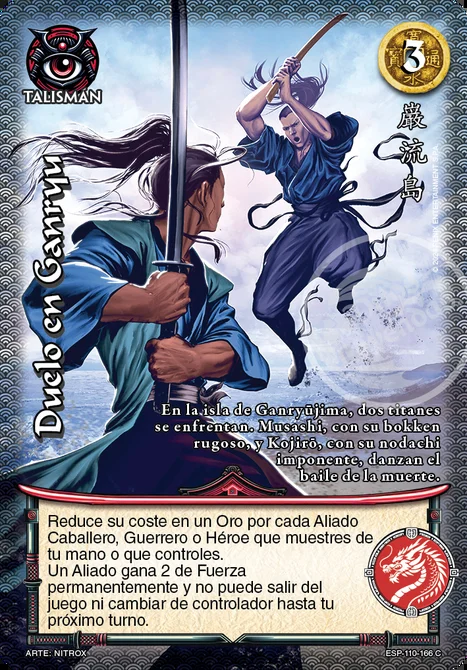 TALISMAN
3
巌流島
Duelo en Ganryu
En la isla de Ganryūjima, dos titanes
se enfrentan. Musashi, con su bokken
rugoso, y Kojirō, con su nodachi
imponente, danzan el
baile de la muerte.
Reduce su coste en un Oro por cada Aliado
Caballero, Guerrero o Héroe que muestres de
tu mano o que controles.
Un Aliado gana 2 de Fuerza
permanentemente y no puede salir del
juego ni cambiar de controlador hasta tu
próximo turno.
ARTE: NITROX
ESP-110-166 C